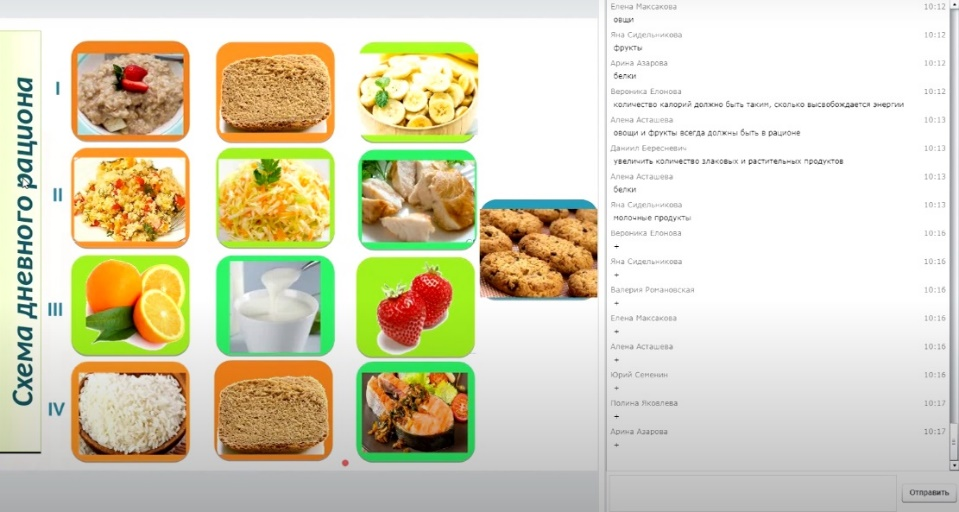 Схема дневного рациона
I
II
III
IV
Елена Максакова 10:12
овщи
Яна Сидельникова 10:12
фрукты
Арина Азарова 10:12
белки
Вероника Елонова 10:12
количество калорий должно быть таким, сколько высвобождается энергии
Алена Асташева 10:13
овощи и фрукты всегда должны быть в рационе
Даниил Бересневич 10:13
увеличить количество злаковых и растительных продуктов
Алена Асташева 10:13
белки
Яна Сидельникова 10:13
молочные продукты
Вероника Елонова 10:16
+
Яна Сидельникова 10:16
+
Валерия Романовская 10:16
+
Елена Максакова 10:16
+
Алена Асташева 10:16
+
Юрий Семенин 10:16
+
Полина Яковлева 10:17
+
Арина Азарова 10:17
+
Отправить